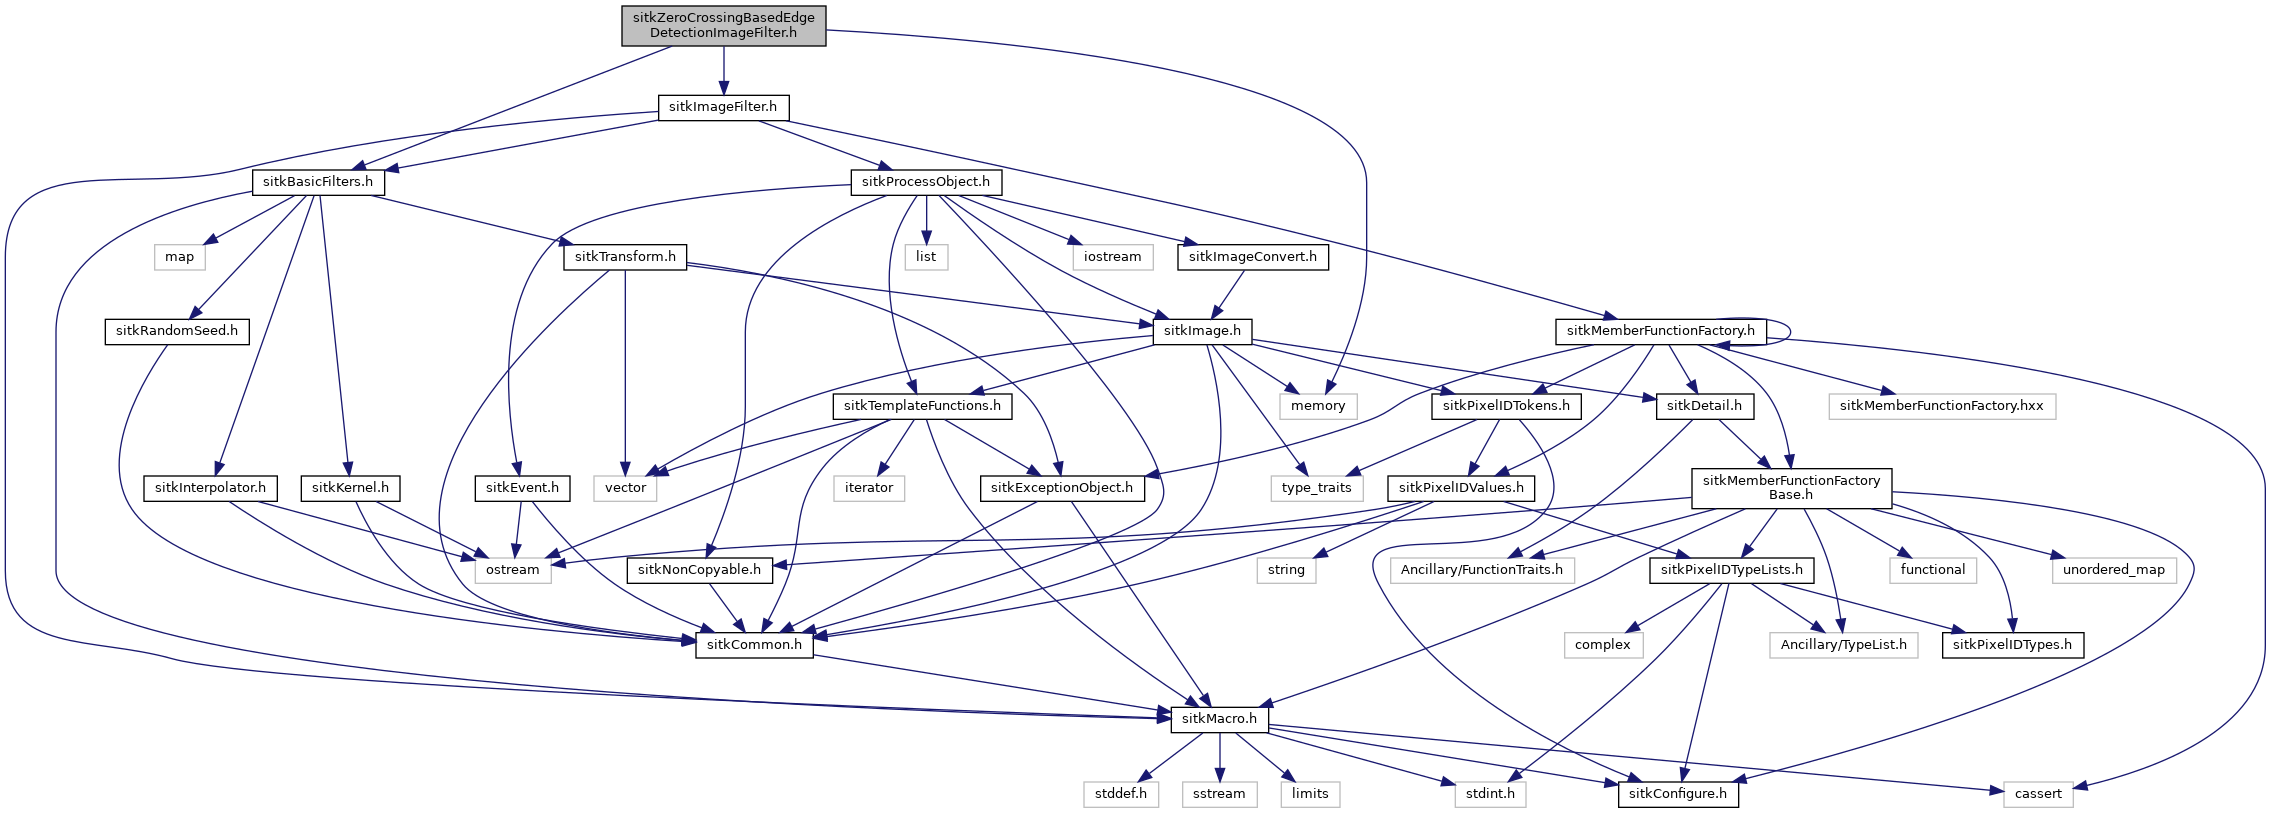 sitkZeroCrossingBasedEdge
DetectionImageFilter.h
sitkImageFilter.h
sitkBasicFilters.h
sitkProcessObject.h
map
sitkTransform.h
list
iostream
sitkImageConvert.h
sitkRandomSeed.h
sitkImage.h
sitkMemberFunctionFactory.h
sitkTemplateFunctions.h
memory
sitkPixelIDTokens.h
sitkDetail.h
sitkMemberFunctionFactory.hxx
sitkInterpolator.h
sitkKernel.h
sitkEvent.h
vector
iterator
sitkExceptionObject.h
type_traits
sitkPixelIDValues.h
sitkMemberFunctionFactory
Base.h
ostream
sitkNonCopyable.h
string
Ancillary/FunctionTraits.h
sitkPixelIDTypeLists.h
functional
unordered_map
sitkCommon.h
complex
Ancillary/TypeList.h
sitkPixelIDTypes.h
sitkMacro.h
stddef.h
sstream
limits
stdint.h
sitkConfigure.h
cassert